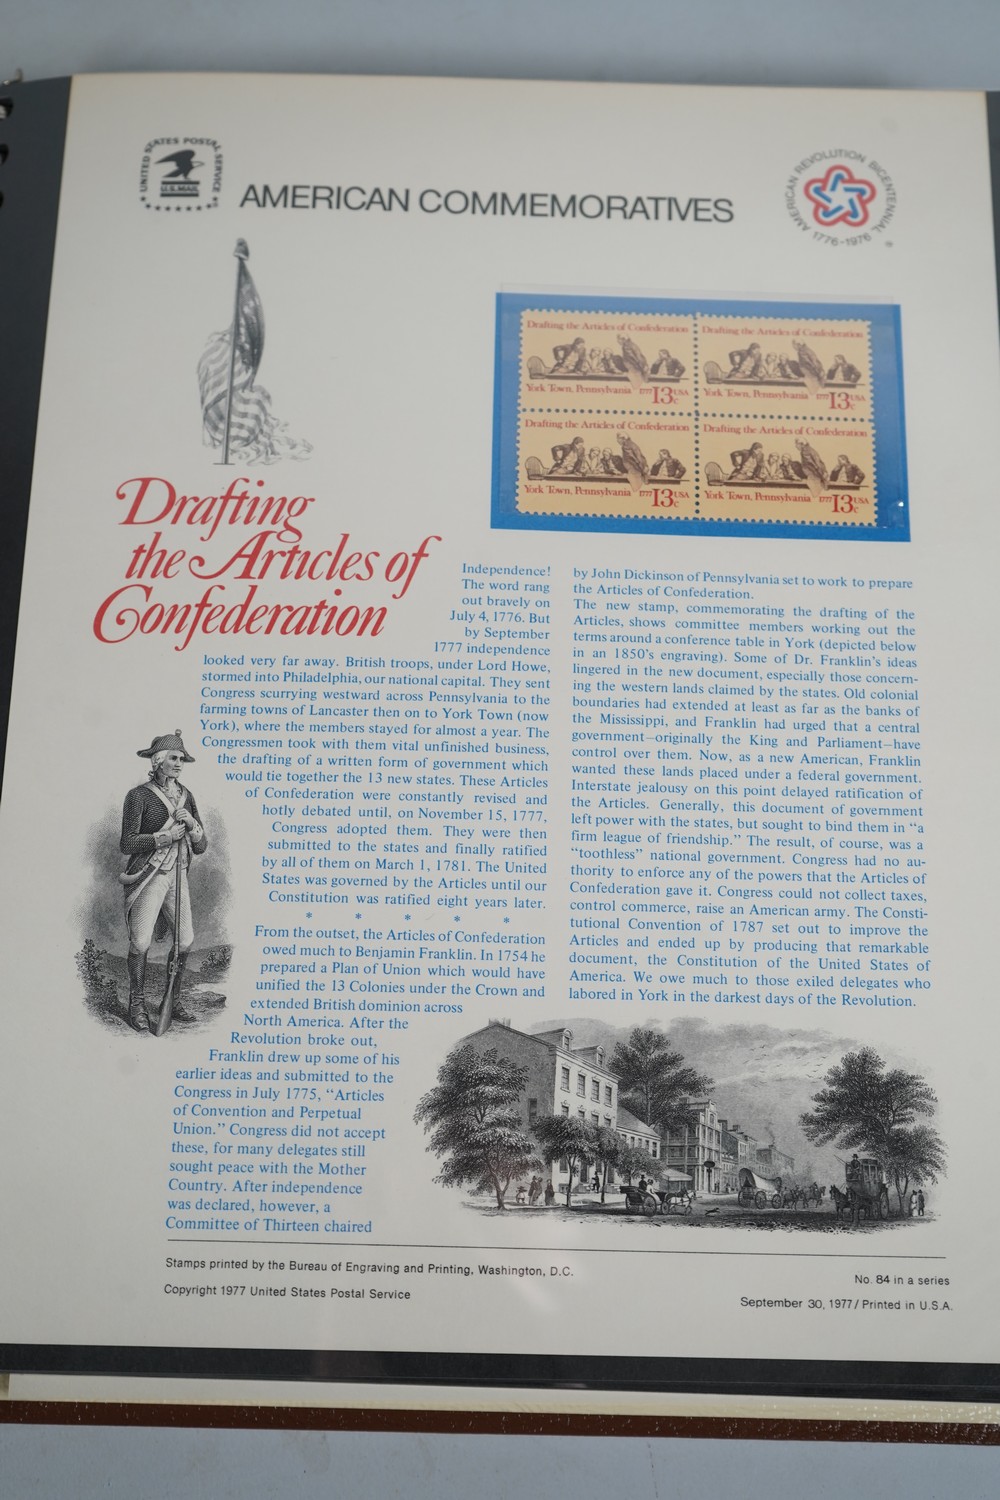 UNITED STATES POSTAL SERVICE
U.S.MAIL
AMERICAN COMMEMORATIVES
AMERICAN REVOLUTION BICENTENNIAL
1776-1976
Drafting the Articles of Confederation
York Town, Pennsylvania 1777 13c USA
Drafting the Articles of Confederation
York Town, Pennsylvania 1777 13c USA
Drafting the Articles of Confederation
York Town, Pennsylvania 1777 13c USA
Drafting the Articles of Confederation
York Town, Pennsylvania 1777 13c USA
Drafting
the Articles of
Confederation
Independence!
The word rang
out bravely on
July 4, 1776. But
by September
1777 independence
looked very far away. British troops, under Lord Howe,
stormed into Philadelphia, our national capital. They sent
Congress scurrying westward across Pennsylvania to the
farming towns of Lancaster then on to York Town (now
York), where the members stayed for almost a year. The
Congressmen took with them vital unfinished business,
the drafting of a written form of government which
would tie together the 13 new states. These Articles
of Confederation were constantly revised and
hotly debated until, on November 15, 1777,
Congress adopted them. They were then
submitted to the states and finally ratified
by all of them on March 1, 1781. The United
States was governed by the Articles until our
Constitution was ratified eight years later.
* * * * *
From the outset, the Articles of Confederation
owed much to Benjamin Franklin. In 1754 he
prepared a Plan of Union which would have
unified the 13 Colonies under the Crown and
extended British dominion across
North America. After the
Revolution broke out,
Franklin drew up some of his
earlier ideas and submitted to the
Congress in July 1775, “Articles
of Convention and Perpetual
Union.” Congress did not accept
these, for many delegates still
sought peace with the Mother
Country. After independence
was declared, however, a
Committee of Thirteen chaired
by John Dickinson of Pennsylvania set to work to prepare
the Articles of Confederation.
The new stamp, commemorating the drafting of the
Articles, shows committee members working out the
terms around a conference table in York (depicted below
in an 1850's engraving). Some of Dr. Franklin's ideas
lingered in the new document, especially those concern-
ing the western lands claimed by the states. Old colonial
boundaries had extended at least as far as the banks of
the Mississippi, and Franklin had urged that a central
government—originally the King and Parliament—have
control over them. Now, as a new American, Franklin
wanted these lands placed under a federal government.
Interstate jealousy on this point delayed ratification of
the Articles. Generally, this document of government
left power with the states, but sought to bind them in “a
firm league of friendship.” The result, of course, was a
“toothless” national government. Congress had no au-
thority to enforce any of the powers that the Articles of
Confederation gave it. Congress could not collect taxes,
control commerce, raise an American army. The Consti-
tutional Convention of 1787 set out to improve the
Articles and ended up by producing that remarkable
document, the Constitution of the United States of
America. We owe much to those exiled delegates who
labored in York in the darkest days of the Revolution.
Stamps printed by the Bureau of Engraving and Printing, Washington, D.C.
Copyright 1977 United States Postal Service
No. 84 in a series
September 30, 1977/Printed in U.S.A.